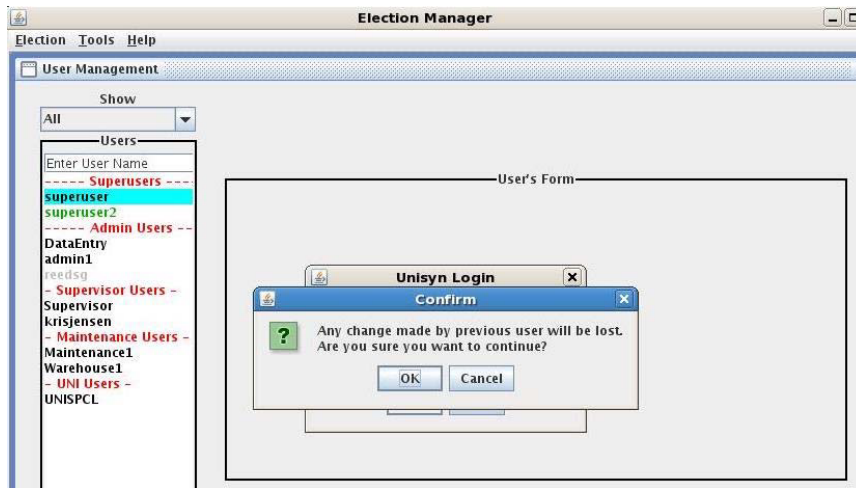 Election Manager
Election Tools Help
User Management
Show
All
Users
Enter User Name
----- Superusers ----
superuser
superuser2
----- Admin Users --
DataEntry
admin1
reedsg
- Supervisor Users -
Supervisor
krisjensen
- Maintenance Users -
Maintenance1
Warehouse1
- UNI Users -
UNISPCL
User's Form
Unisyn Login
Confirm
Any change made by previous user will be lost.
Are you sure you want to continue?
OK Cancel